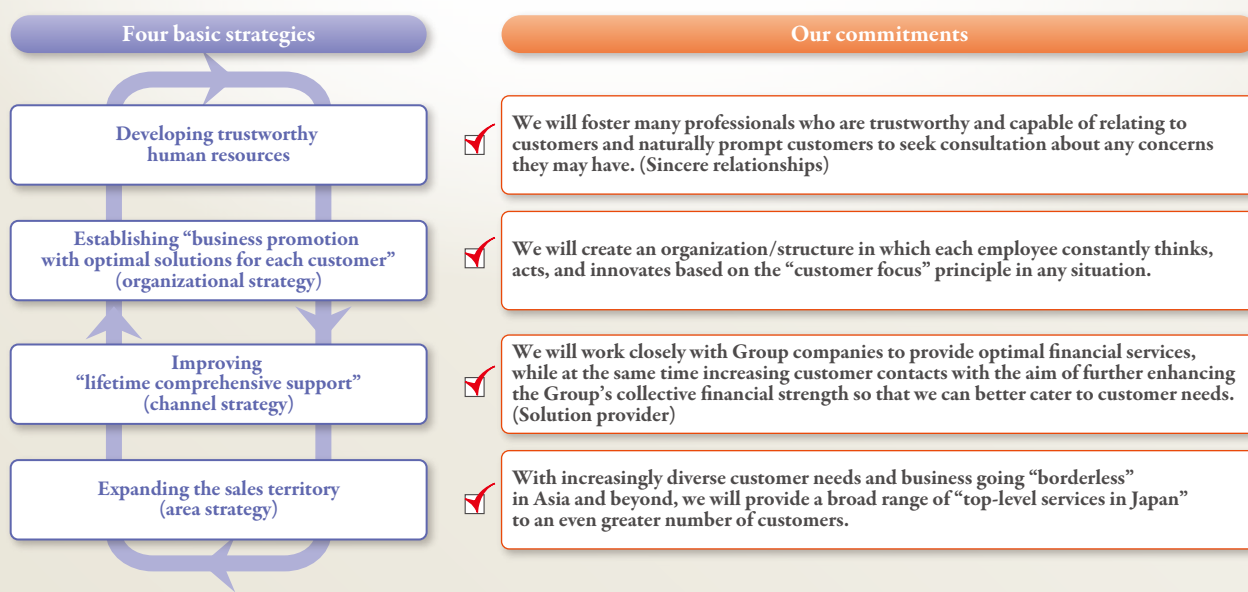 Four basic strategies
Our commitments
Developing trustworthy
human resources
We will foster many professionals who are trustworthy and capable of relating to
customers and naturally prompt customers to seek consultation about any concerns
they may have. (Sincere relationships)
Establishing “business promotion
with optimal solutions for each customer”
(organizational strategy)
We will create an organization/structure in which each employee constantly thinks,
acts, and innovates based on the “customer focus” principle in any situation.
Improving
“lifetime comprehensive support”
(channel strategy)
We will work closely with Group companies to provide optimal financial services,
while at the same time increasing customer contacts with the aim of further enhancing
the Group’s collective financial strength so that we can better cater to customer needs.
(Solution provider)
Expanding the sales territory
(area strategy)
With increasingly diverse customer needs and business going “borderless”
in Asia and beyond, we will provide a broad range of “top-level services in Japan”
to an even greater number of customers.